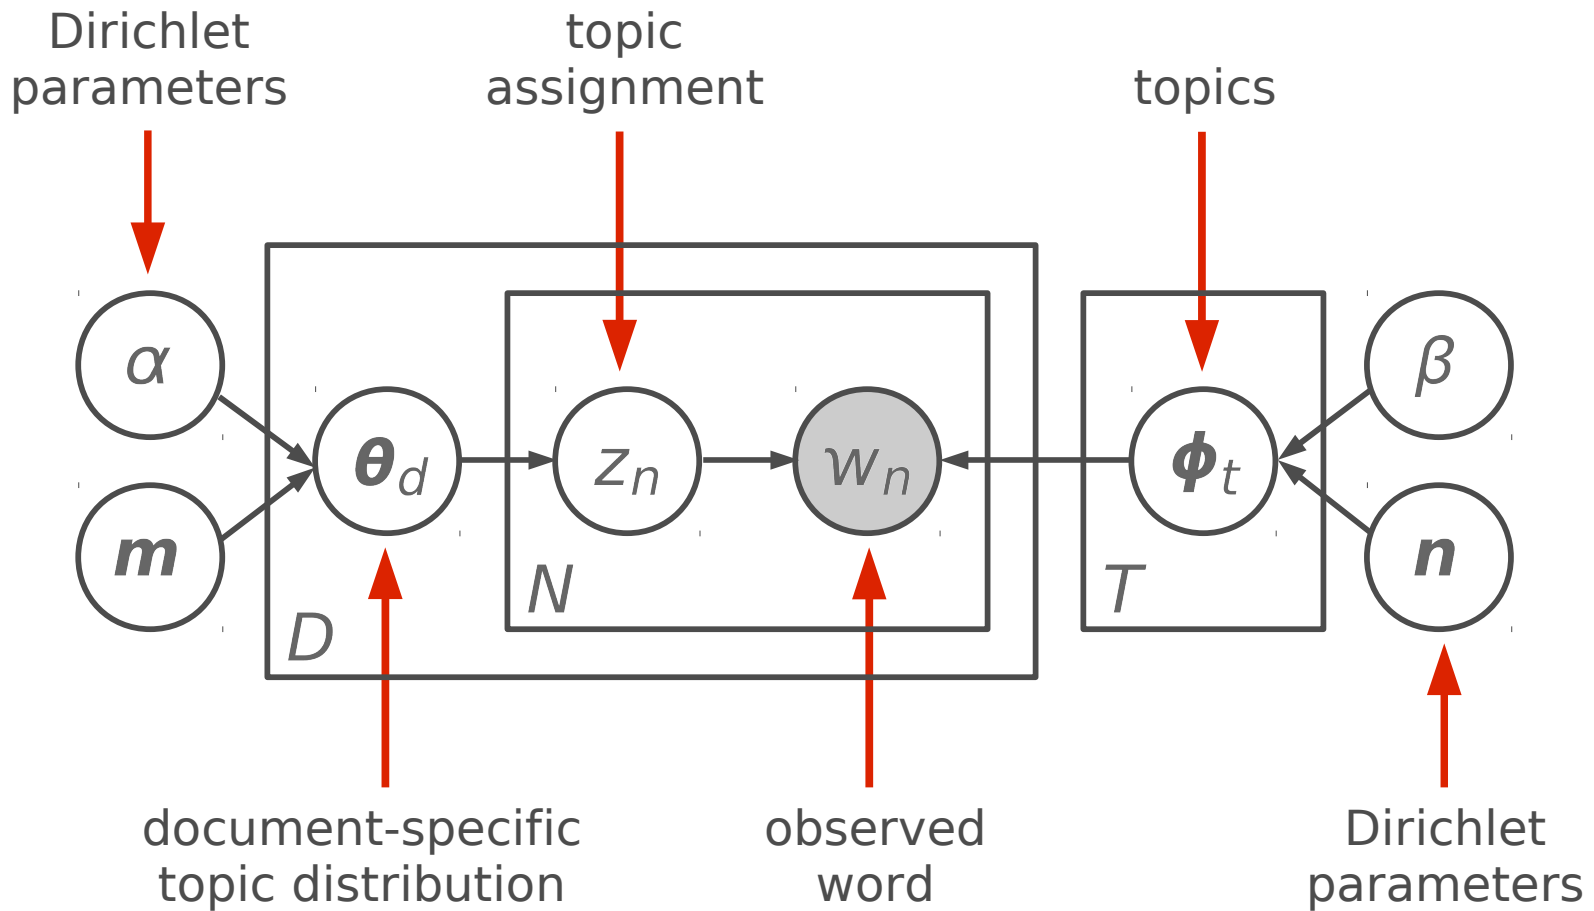 Dirichlet
parameters
topic
assignment
topics
α
β
θd
zn
wn
ϕt
m
n
D
N
T
document-specific
topic distribution
observed
word
Dirichlet
parameters